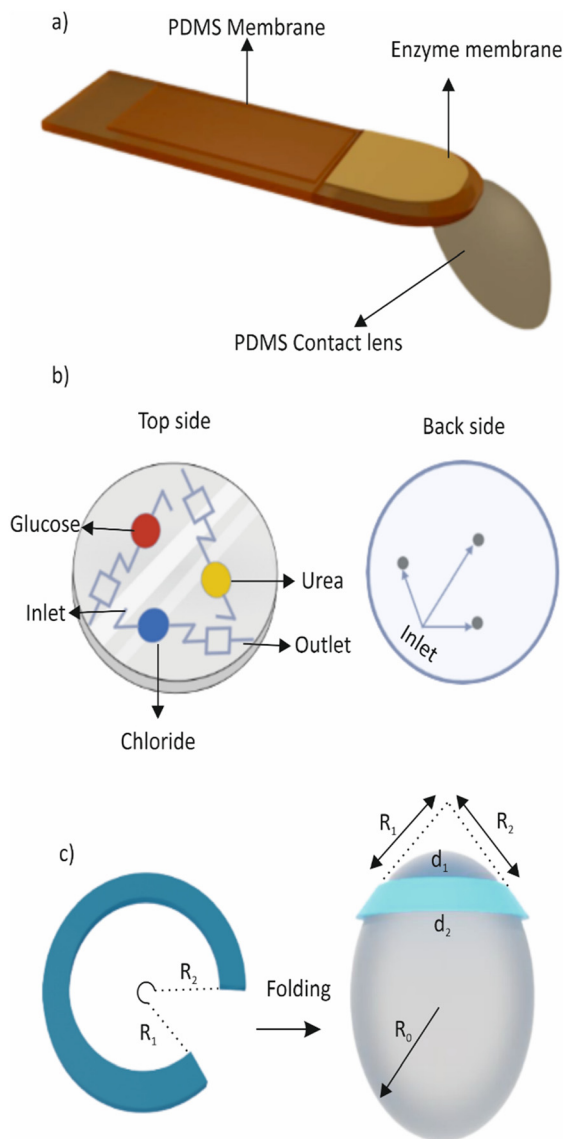 a)
PDMS Membrane
Enzyme membrane
PDMS Contact lens
b)
Top side
Back side
Glucose
Urea
Inlet
Outlet
Chloride
Inlet
c)
R₁
R₂
d₁
d₂
R₂
R₁
Folding
R₀